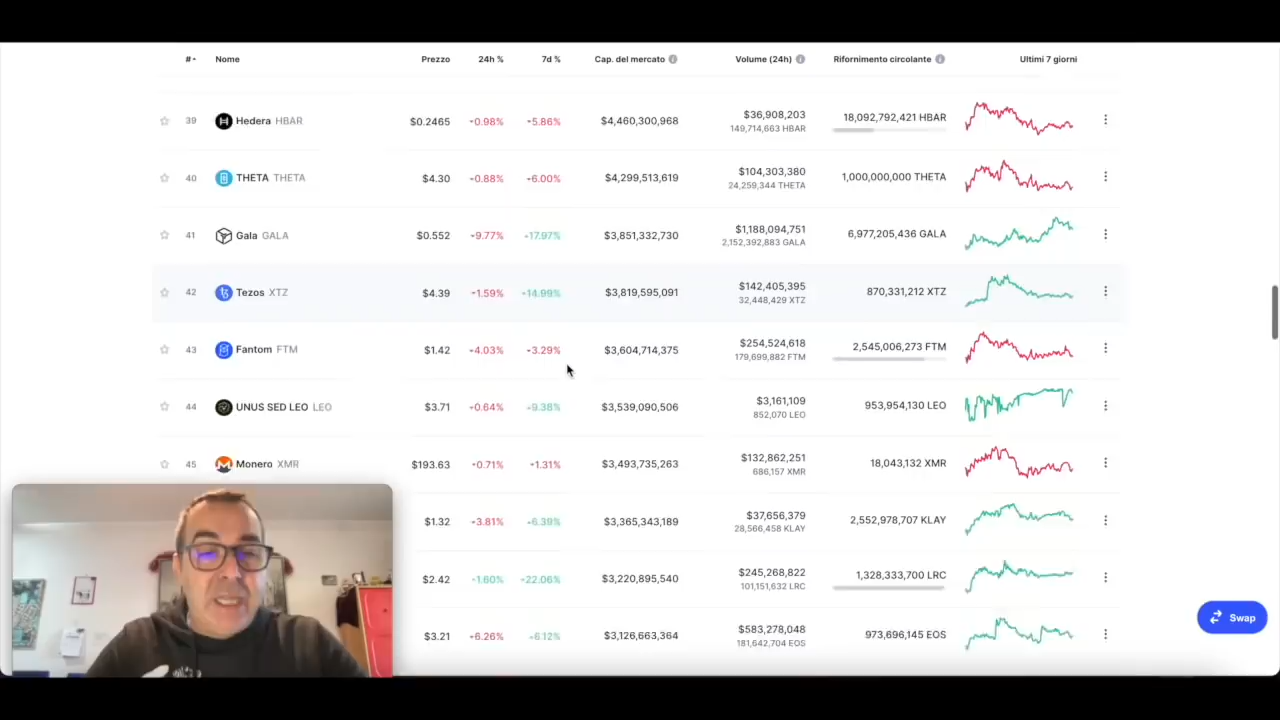 # Nome Prezzo 24h % 7d % Cap. del mercato Volume (24h) Rifornimento circolante Ultimi 7 giorni
39 Hedera HBAR $0.2465 -0.98% -5.86% $4,460,300,968 $36,908,203 18,092,792,421 HBAR
149,714,663 HBAR
40 THETA THETA $4.30 -0.88% -6.00% $4,299,513,619 $104,303,380 1,000,000,000 THETA
24,259,344 THETA
41 Gala GALA $0.552 -9.77% -17.97% $3,851,332,730 $1,188,094,751 6,977,205,436 GALA
2,152,392,883 GALA
42 Tezos XTZ $4.39 -1.59% -14.99% $3,819,595,091 $142,405,395 870,331,212 XTZ
32,448,429 XTZ
43 Fantom FTM $1.42 -4.03% -3.29% $3,604,714,375 $254,524,618 2,545,006,273 FTM
179,699,882 FTM
44 UNUS SED LEO LEO $3.71 -0.64% -9.38% $3,539,090,506 $3,161,109 953,954,130 LEO
852,070 LEO
45 Monero XMR $193.63 -0.71% -1.31% $3,493,735,263 $132,862,251 18,043,132 XMR
686,157 XMR
$1.32 -3.81% -6.39% $3,365,343,189 $37,656,379 2,552,978,707 KLAY
28,566,458 KLAY
$2.42 -1.60% -22.06% $3,220,895,540 $245,268,822 1,328,333,700 LRC
101,151,632 LRC
$3.21 -6.26% -6.12% $3,126,663,364 $583,278,048 973,696,145 EOS
181,642,704 EOS
Swap